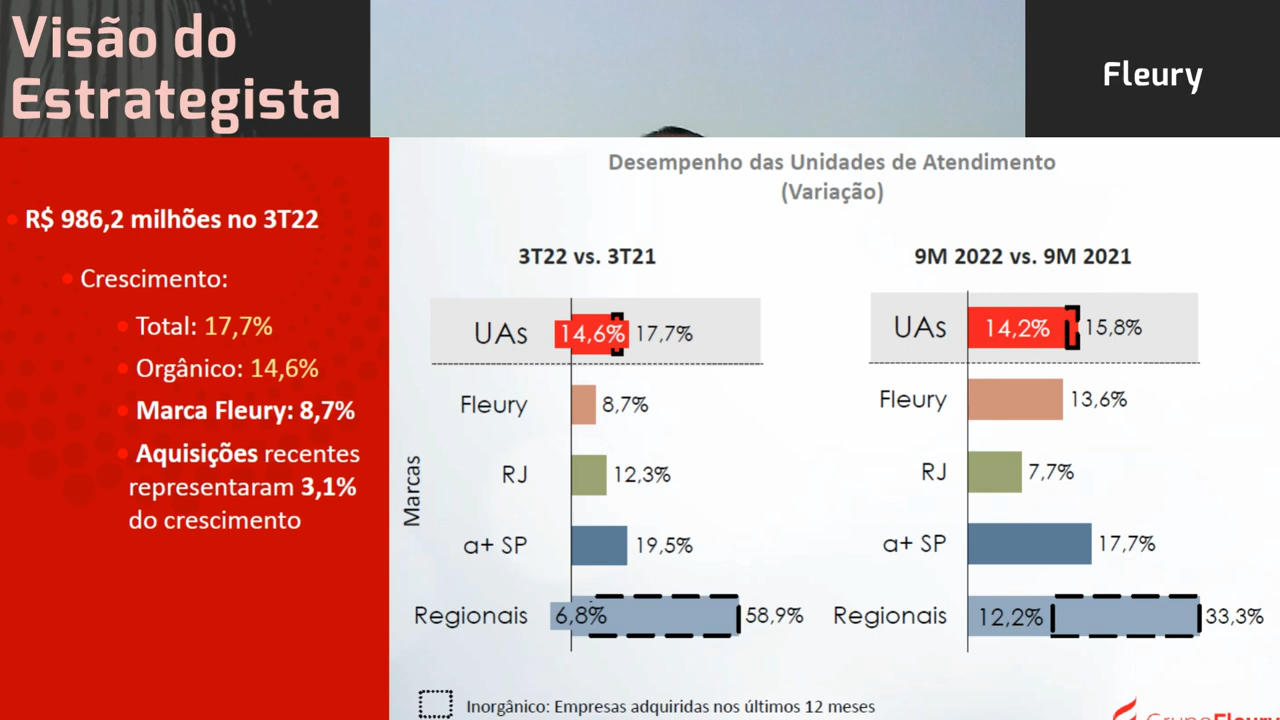 Visão do
Estrategista
Fleury
R$ 986,2 milhões no 3T22
Crescimento:
Total: 17,7%
Orgânico: 14,6%
Marca Fleury: 8,7%
Aquisições recentes
representaram 3,1%
do crescimento
Desempenho das Unidades de Atendimento
(Variação)
3T22 vs. 3T21
UAs 14,6% 17,7%
Marcas
Fleury 8,7%
RJ 12,3%
a+ SP 19,5%
Regionais 6,8% 58,9%
9M 2022 vs. 9M 2021
UAs 14,2% 15,8%
Fleury 13,6%
RJ 7,7%
a+ SP 17,7%
Regionais 12,2% 33,3%
Inorgânico: Empresas adquiridas nos últimos 12 meses
GrupoFleury